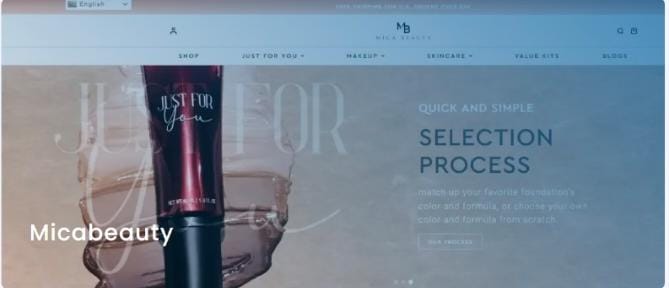 English
FREE SHIPPING FOR U.S. ORDERS OVER $50
MB
MICA BEAUTY
SHOP JUST FOR YOU MAKEUP SKINCARE VALUE KITS BLOGS
JUST FOR
You
JUST FOR
You
QUICK AND SIMPLE
SELECTION
PROCESS
match up your favorite foundation's
color and formula, or choose your own
color and formula from scratch.
OUR PROCESS
Micabeauty